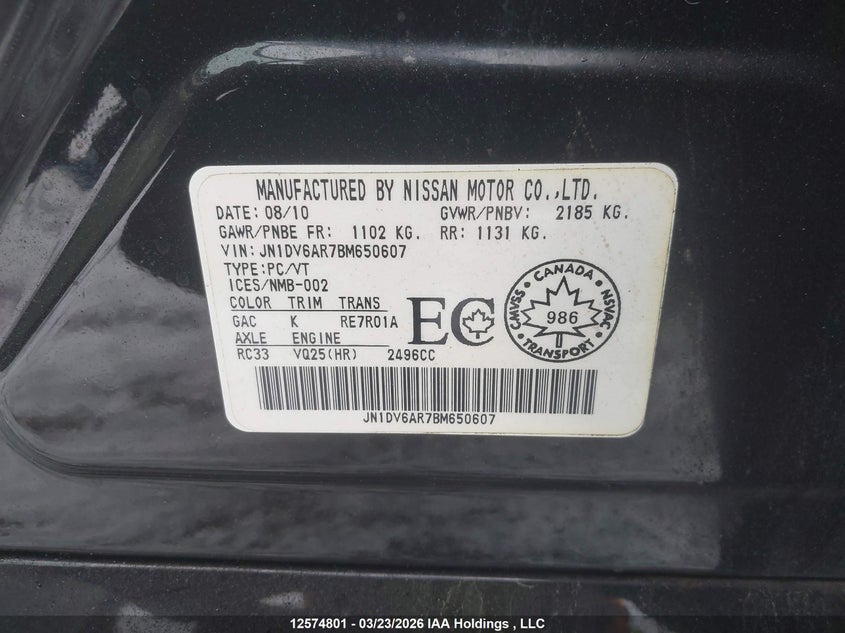 MANUFACTURED BY NISSAN MOTOR CO.,LTD.
DATE: 08/10 GVWR/PNBV: 2185 KG.
GAWR/PNBE FR: 1102 KG. RR: 1131 KG.
VIN: JN1DV6AR7BM650607
TYPE:PC/VT
ICES/NMB-002
COLOR TRIM TRANS
GAC K RE7R01A
AXLE ENGINE
RC33 VQ25(HR) 2496CC
EC
CANADA
CMVSS 986 NSVAC
TRANSPORT
JN1DV6AR7BM650607
12574801 - 03/23/2026 IAA Holdings , LLC